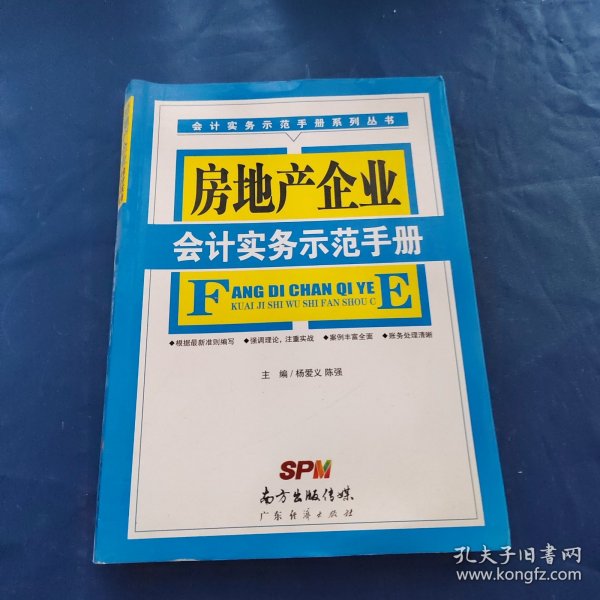 会计实务示范手册系列丛书
房地产企业
会计实务示范手册
FANG DI CHAN QI YE
KUAI JI SHI WU SHI FAN SHOU CE
◆根据最新准则编写 ◆强调理论，注重实战 ◆案例丰富全面 ◆账务处理清晰
主 编/杨爱义 陈强
SPM
南方出版传媒
广东经济出版社
孔夫子旧书网
www.kongfz.com